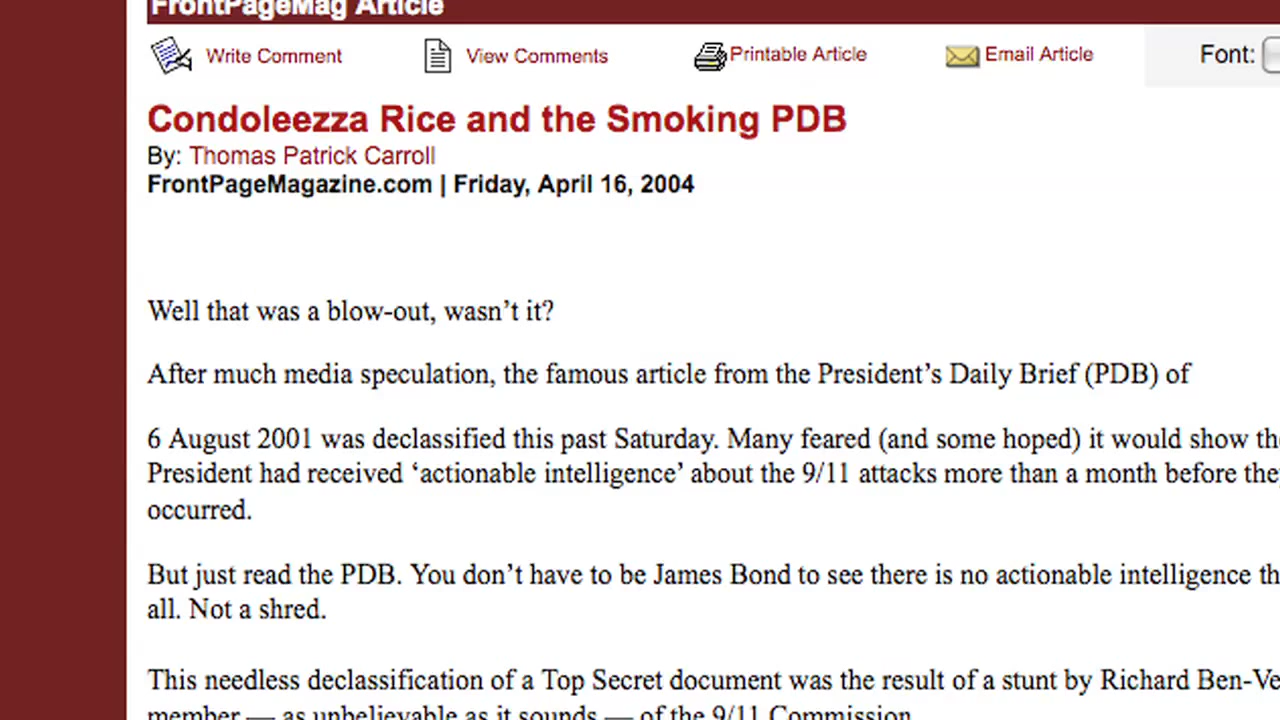 FrontPageMag Article
Write Comment View Comments Printable Article Email Article Font:
Condoleezza Rice and the Smoking PDB
By: Thomas Patrick Carroll
FrontPageMagazine.com | Friday, April 16, 2004
Well that was a blow-out, wasn’t it?
After much media speculation, the famous article from the President’s Daily Brief (PDB) of
6 August 2001 was declassified this past Saturday. Many feared (and some hoped) it would show
President had received ‘actionable intelligence’ about the 9/11 attacks more than a month before
occurred.
But just read the PDB. You don’t have to be James Bond to see there is no actionable intelligence
all. Not a shred.
This needless declassification of a Top Secret document was the result of a stunt by Richard
member — as unbelievable as it sounds — of the 9/11 Commission.